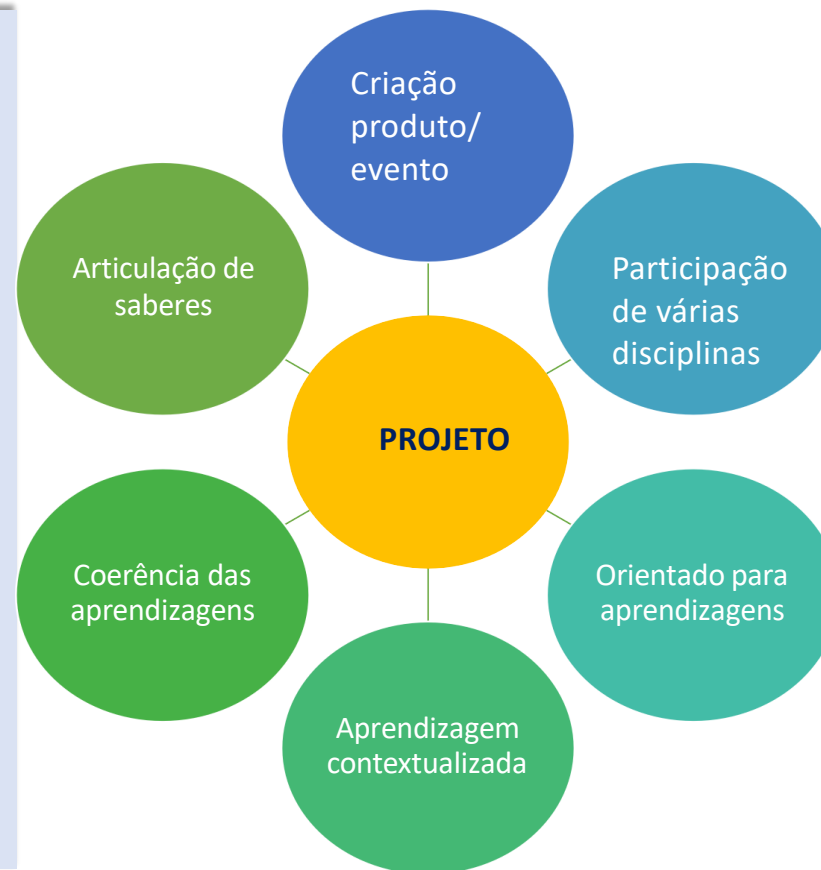 Criação
produto/
evento
Participação
de várias
disciplinas
Orientado para
aprendizagens
Aprendizagem
contextualizada
Coerência das
aprendizagens
Articulação de
saberes
PROJETO